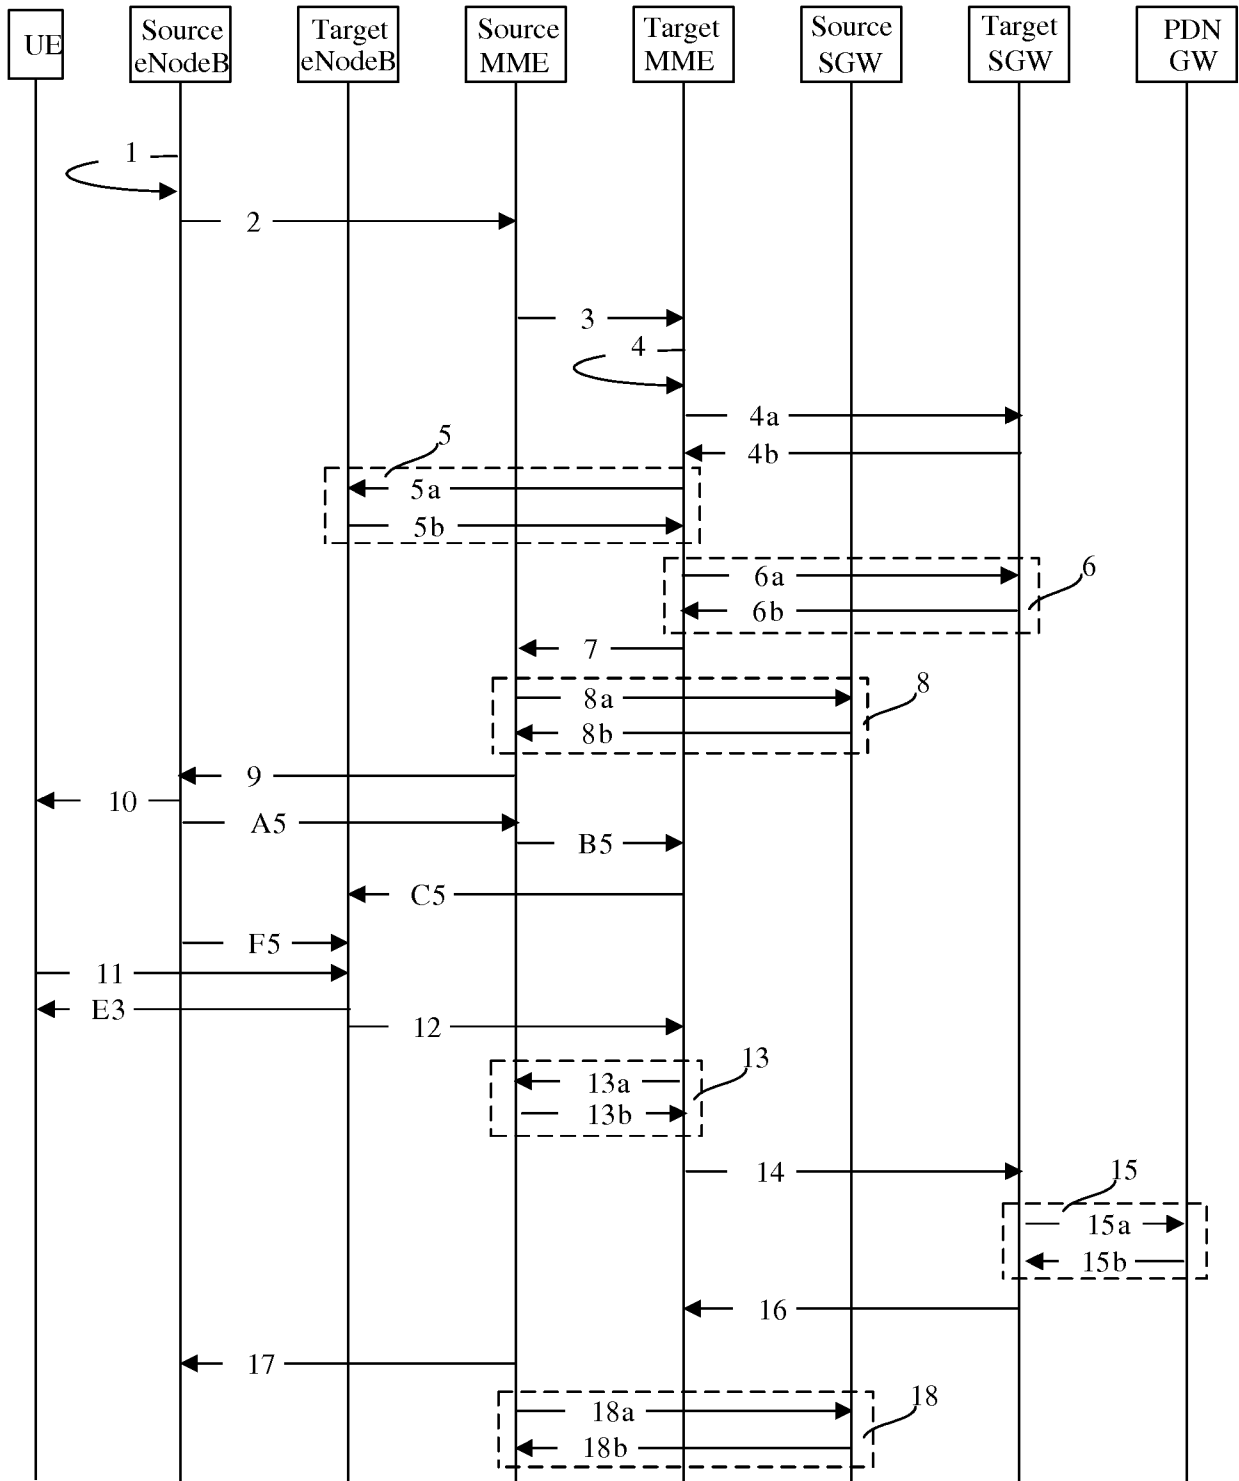 UE
Source
eNodeB
Target
eNodeB
Source
MME
Target
MME
Source
SGW
Target
SGW
PDN
GW
1
2
3
4
4a
5
4b
5a
5b
6
6a
6b
7
8
8a
8b
9
10
A5
B5
C5
F5
11
E3
12
13
13a
13b
14
15
15a
15b
16
17
18
18a
18b